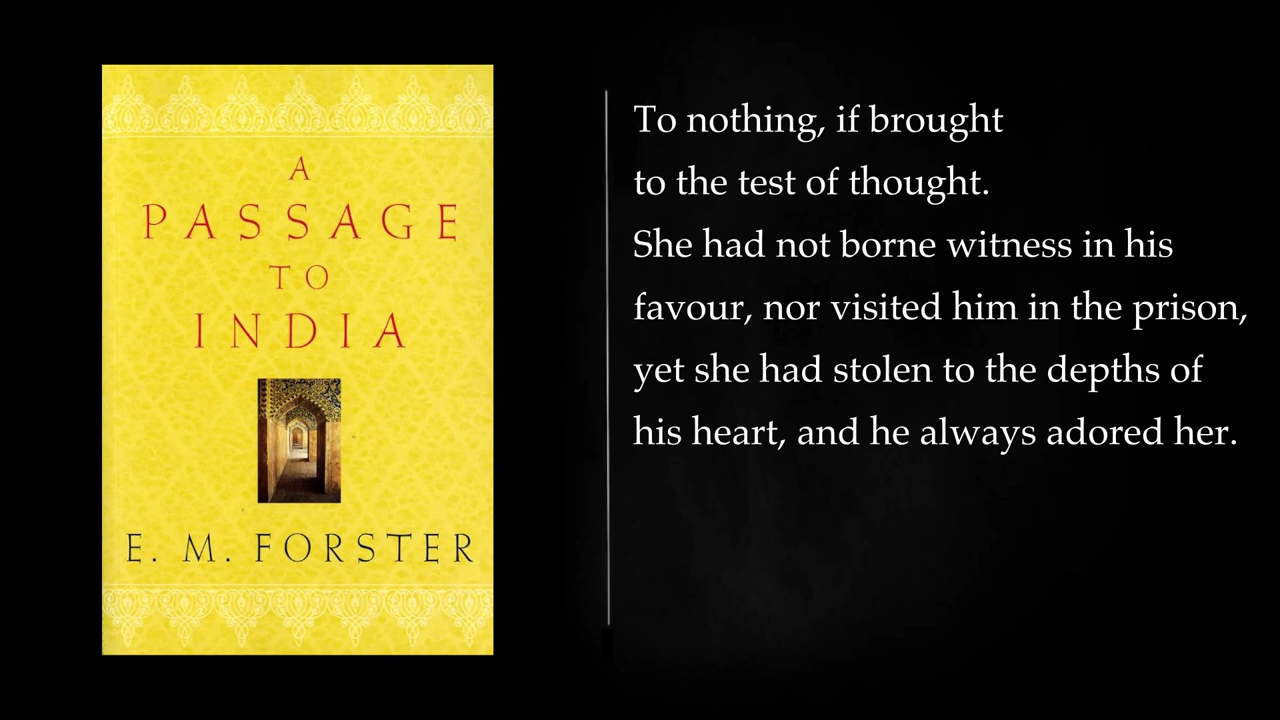 A
PASSAGE
TO
INDIA
E. M. FORSTER
To nothing, if brought
to the test of thought.
She had not borne witness in his
favour, nor visited him in the prison,
yet she had stolen to the depths of
his heart, and he always adored her.